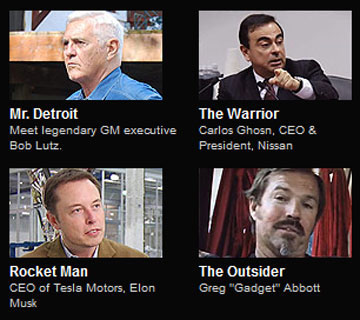 Mr. Detroit
Meet legendary GM executive
Bob Lutz.
The Warrior
Carlos Ghosn, CEO &
President, Nissan
Rocket Man
CEO of Tesla Motors, Elon
Musk
The Outsider
Greg "Gadget" Abbott